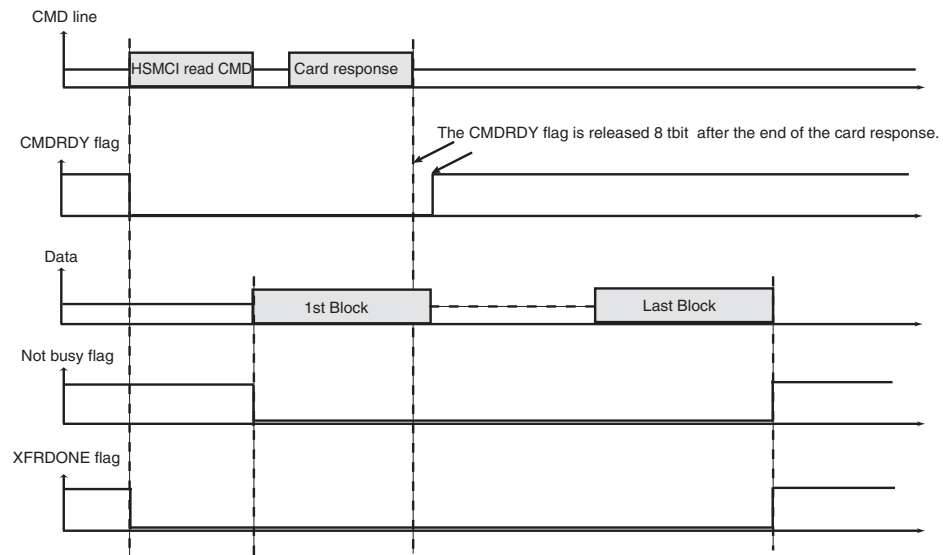 CMD line
HSMCI read CMD
Card response
CMDRDY flag
The CMDRDY flag is released 8 tbit after the end of the card response.
Data
1st Block
Last Block
Not busy flag
XFRDONE flag